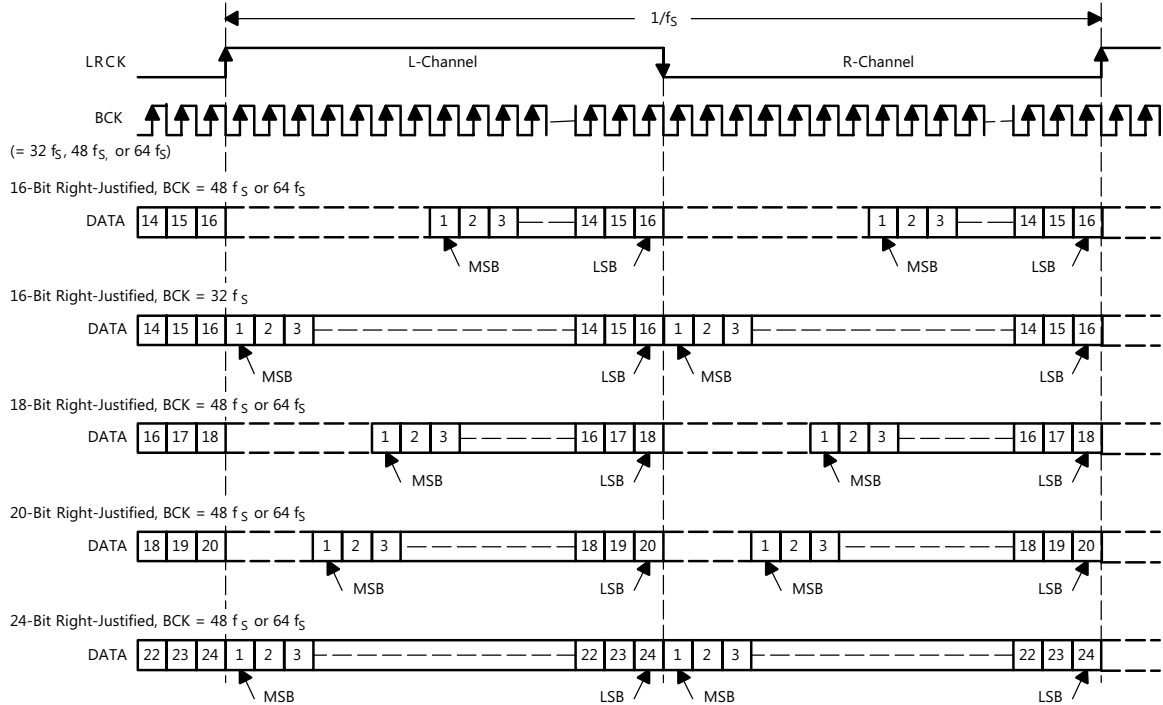 1/fS
LRCK L-Channel R-Channel
BCK
(= 32 fS, 48 fS, or 64 fS)
16-Bit Right-Justified, BCK = 48 fS or 64 fS
DATA 14 15 16 1 2 3 14 15 16 1 2 3 14 15 16
MSB LSB MSB LSB
16-Bit Right-Justified, BCK = 32 fS
DATA 14 15 16 1 2 3 14 15 16 1 2 3 14 15 16
MSB LSB MSB LSB
18-Bit Right-Justified, BCK = 48 fS or 64 fS
DATA 16 17 18 1 2 3 16 17 18 1 2 3 16 17 18
MSB LSB MSB LSB
20-Bit Right-Justified, BCK = 48 fS or 64 fS
DATA 18 19 20 1 2 3 18 19 20 1 2 3 18 19 20
MSB LSB MSB LSB
24-Bit Right-Justified, BCK = 48 fS or 64 fS
DATA 22 23 24 1 2 3 22 23 24 1 2 3 22 23 24
MSB LSB MSB LSB